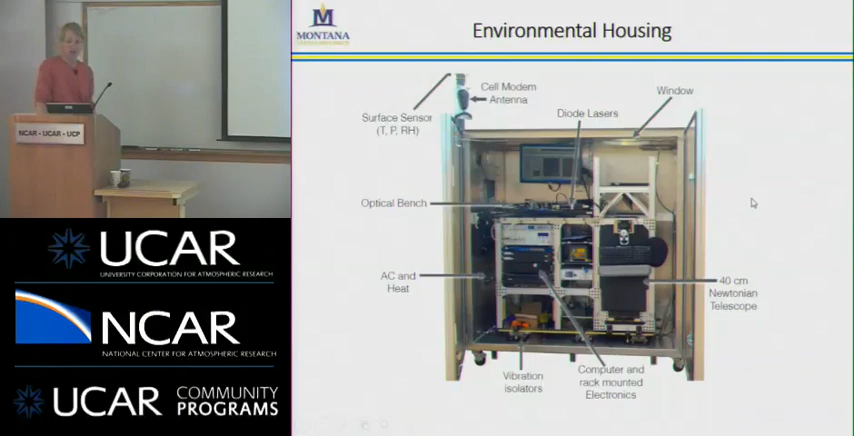 NCAR - UCAR - UCP
UCAR
UNIVERSITY CORPORATION FOR ATMOSPHERIC RESEARCH
NCAR
NATIONAL CENTER FOR ATMOSPHERIC RESEARCH
UCAR COMMUNITY
PROGRAMS
MONTANA
Environmental Housing
Cell Modem
Antenna
Window
Surface Sensor
(T, P, RH)
Diode Lasers
Optical Bench
AC and
Heat
40 cm
Newtonian
Telescope
Vibration
isolators
Computer and
rack mounted
Electronics